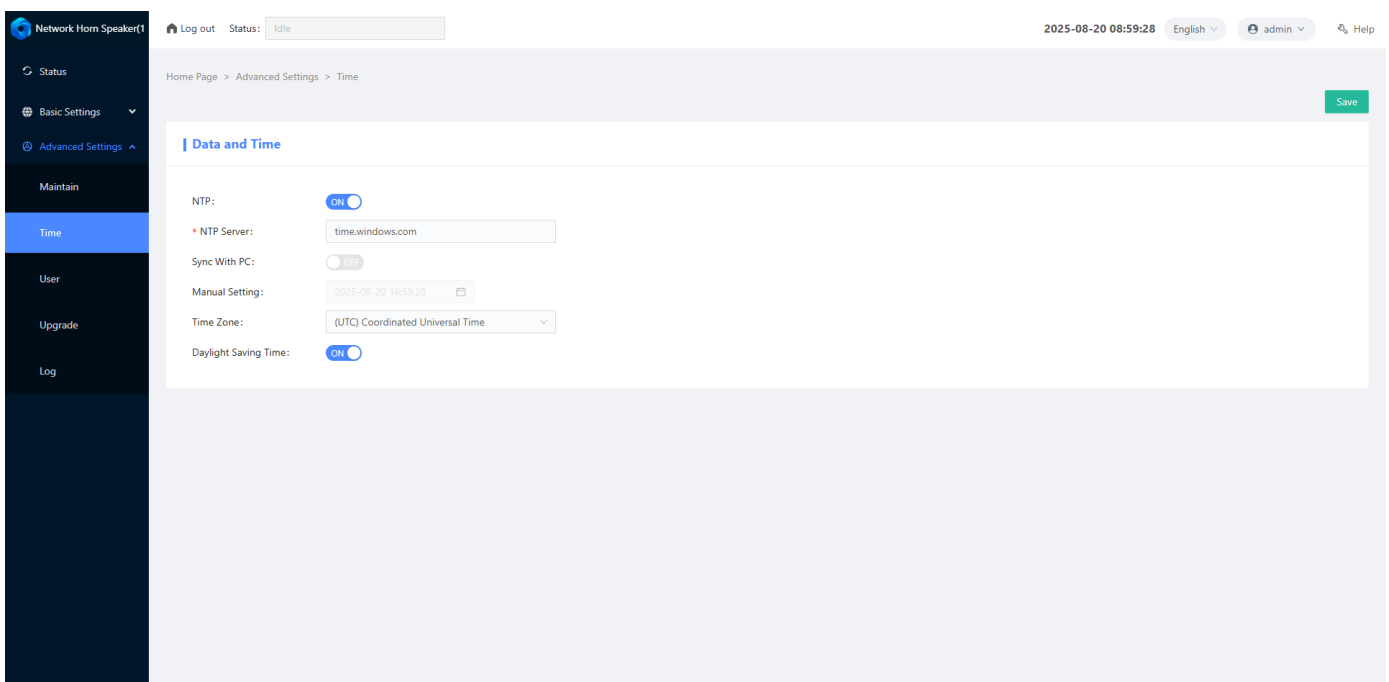 Network Horn Speaker(1
Log out Status: Idle 2025-08-20 08:59:28 English admin Help
Status
Basic Settings
Advanced Settings
Maintain
Time
User
Upgrade
Log
Home Page > Advanced Settings > Time
Save
Data and Time
NTP: ON
* NTP Server: time.windows.com
Sync With PC: OFF
Manual Setting: 2025-08-20 16:59:28
Time Zone: (UTC) Coordinated Universal Time
Daylight Saving Time: ON